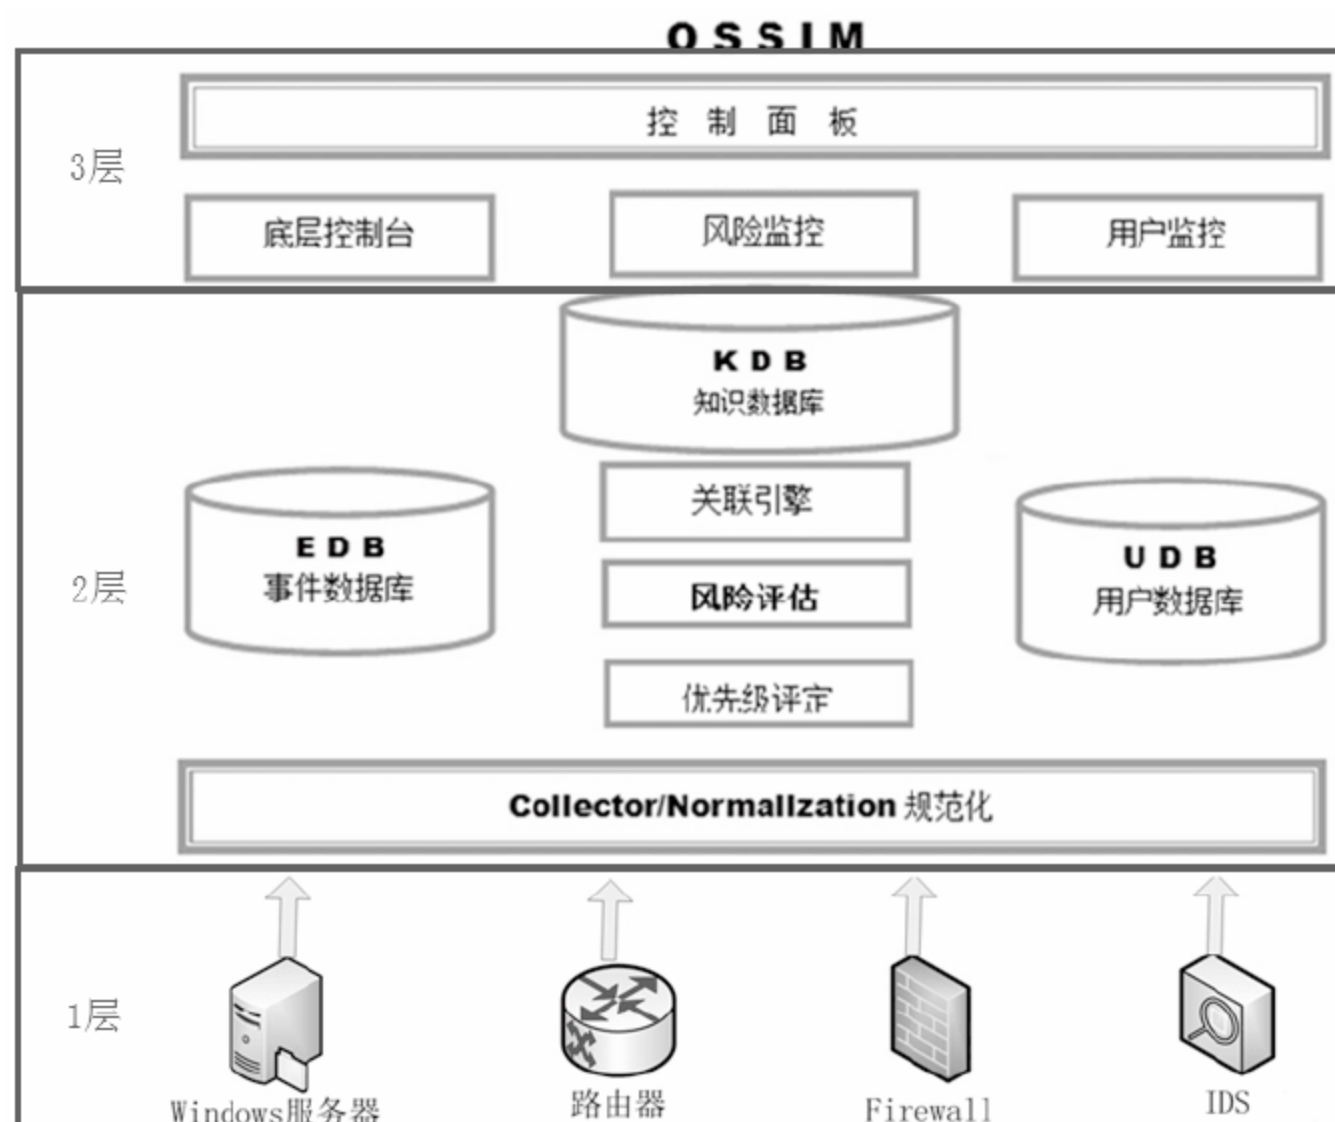 OSSIM
控制面板
3层
底层控制台
风险监控
用户监控
KDB
知识数据库
关联引擎
EDB
事件数据库
2层
风险评估
UDB
用户数据库
优先级评定
Collector/Normalization 规范化
1层
Windows服务器
路由器
Firewall
IDS